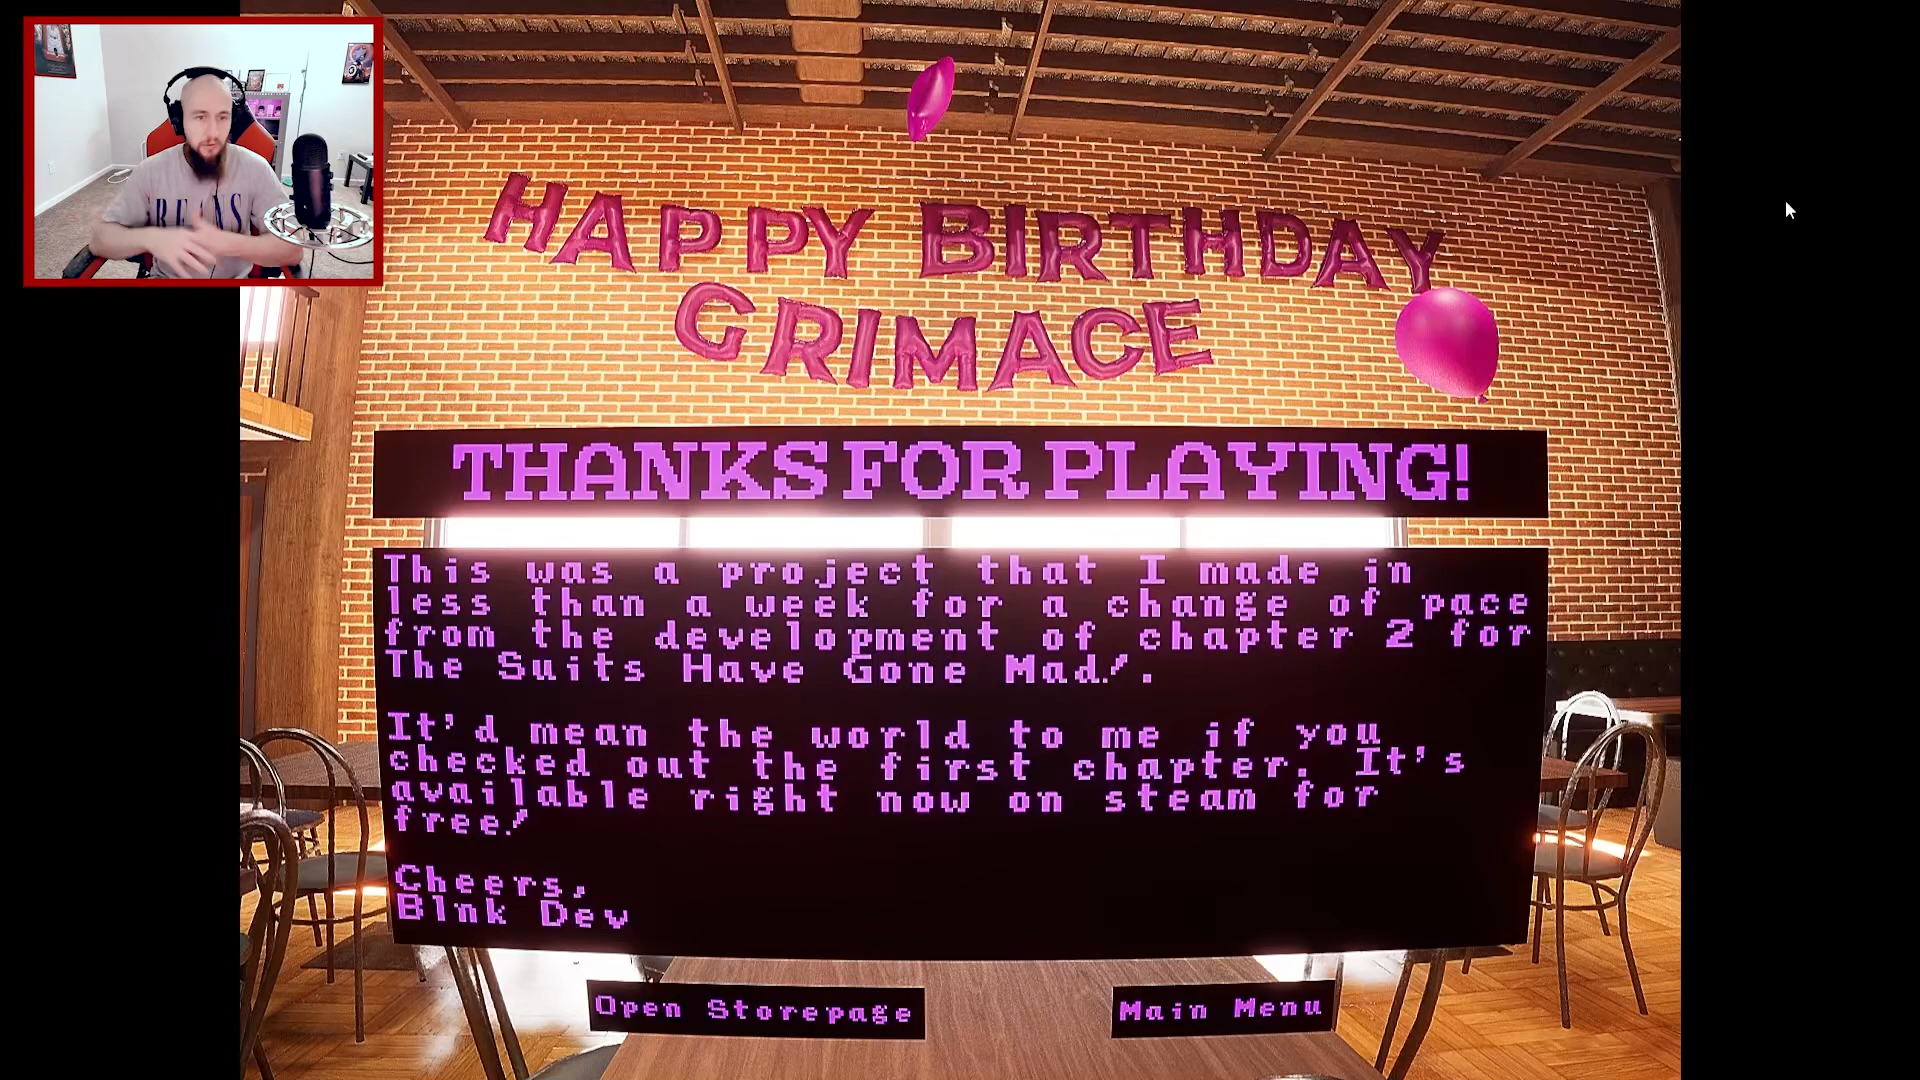 HAPPY BIRTHDAY
GRIMACE
THANKS FOR PLAYING!
This was a project that I made in
less than a week for a change of pace
from the development of chapter 2 for
The Suits Have Gone Mad!.
It'd mean the world to me if you
checked out the first chapter. It's
available right now on steam for
free!
Cheers,
Blnk Dev
Open Storepage
Main Menu